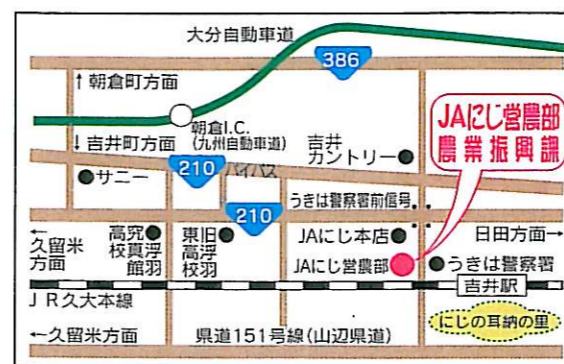 大分自動車道
386
↑朝倉町方面
朝倉I.C.
(九州自動車道)
↓吉井町方面
JAにじ営農部
農業振興課
吉井
カントリー
210
バイパス
サニー
うきは警察署前信号
210
←
久留米
方面
浮羽
究真館
高校
旧浮羽
東高校
JAにじ本店
日田方面→
JAにじ営農部
うきは警察署
吉井駅
JR久大本線
にじの耳納の里
←久留米方面
県道151号線(山辺県道)